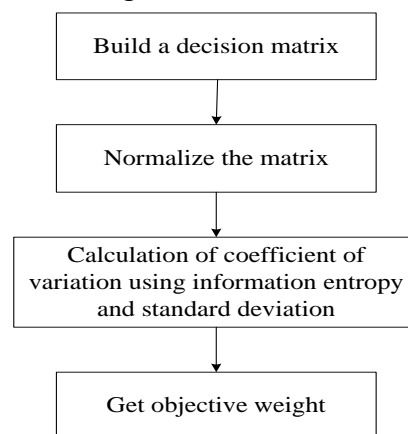 Build a decision matrix
Normalize the matrix
Calculation of coefficient of
variation using information entropy
and standard deviation
Get objective weight